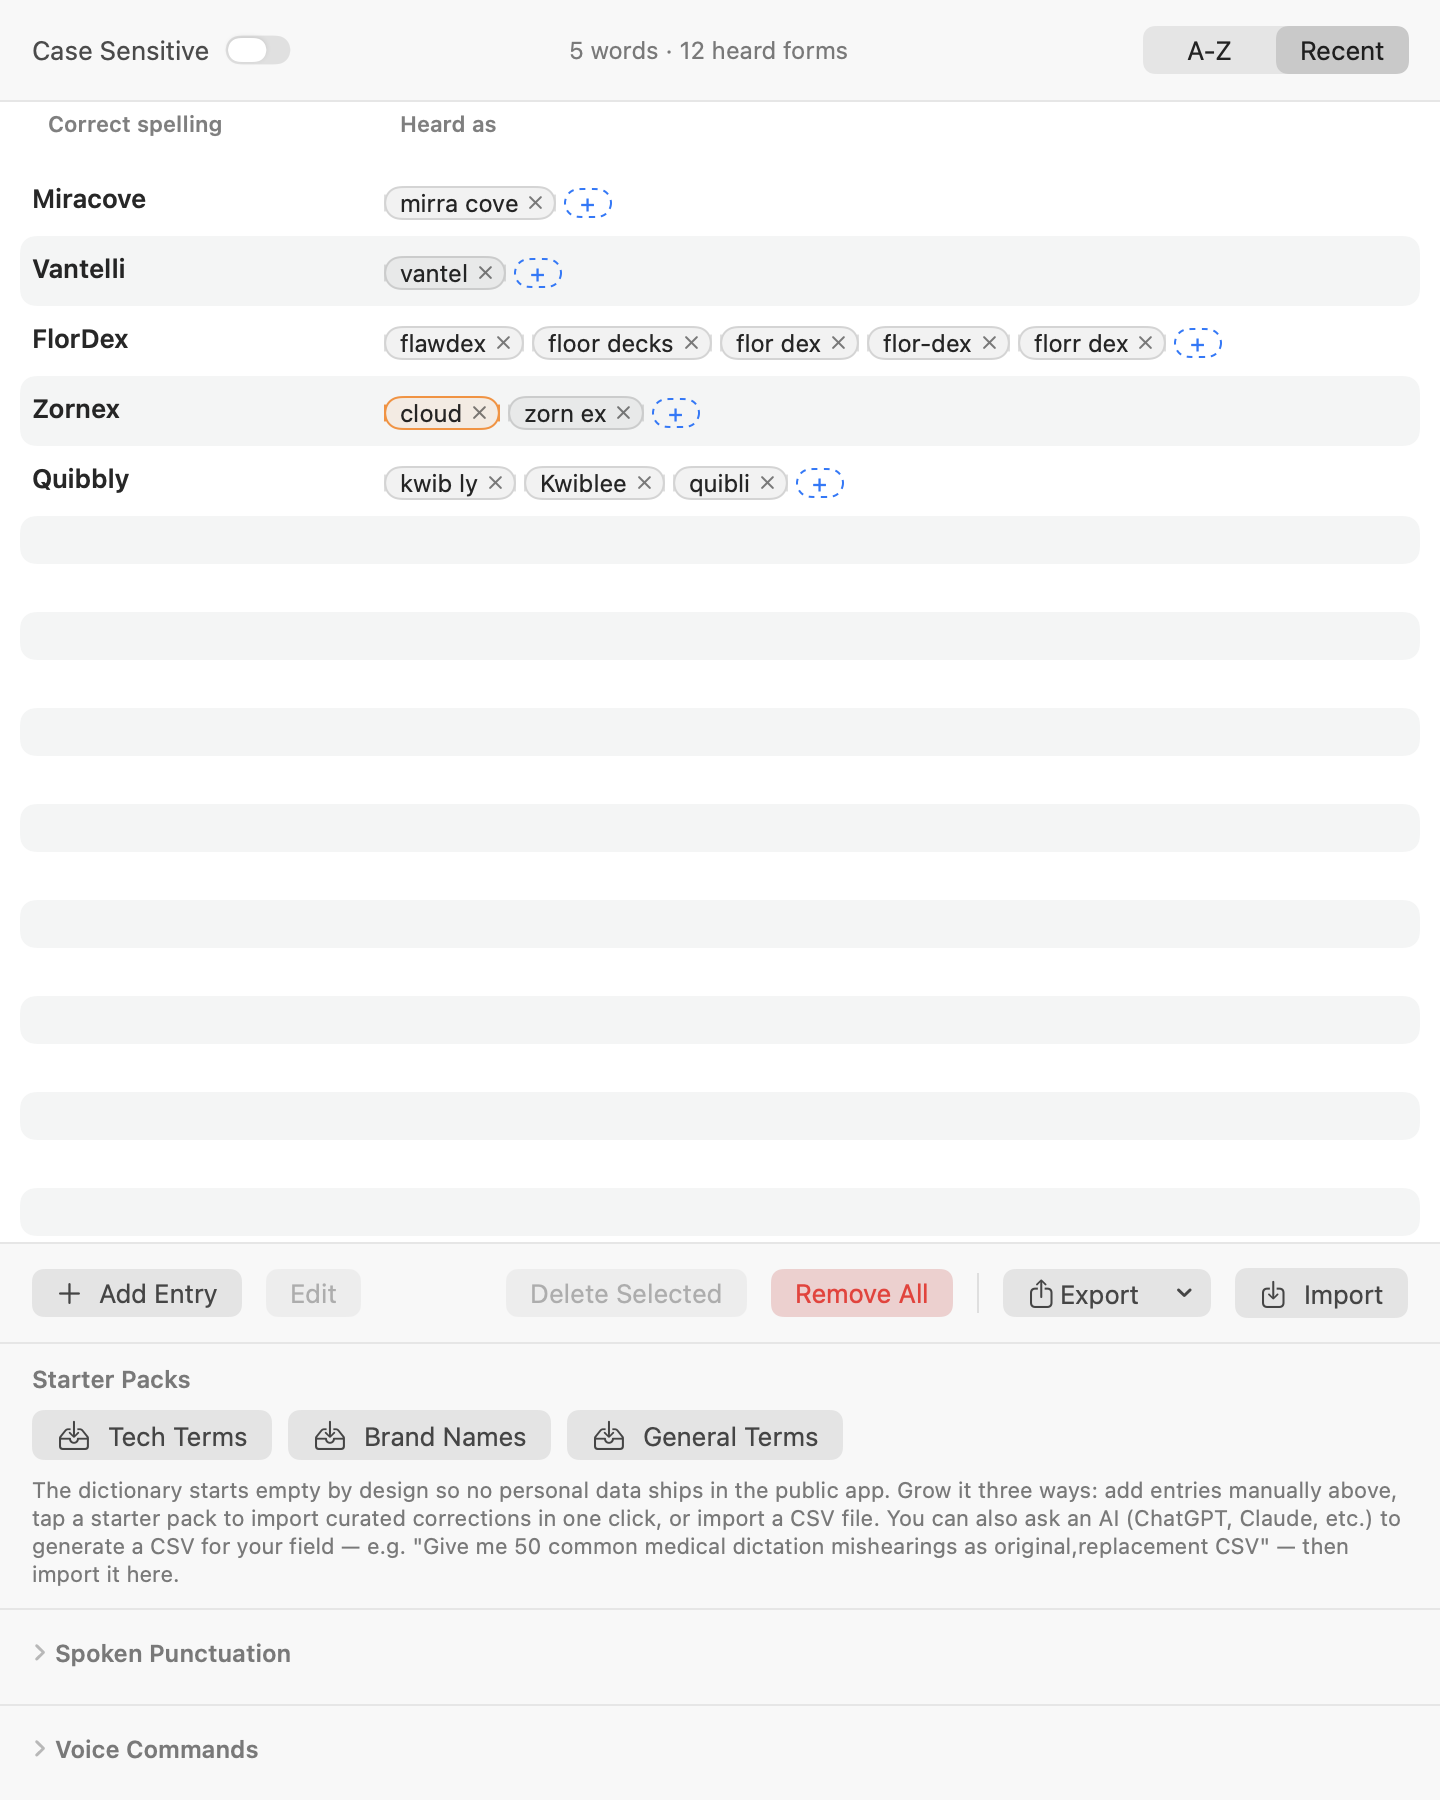 Case Sensitive 5 words · 12 heard forms A-Z Recent
Correct spelling Heard as
Miracove mirra cove × +
Vantelli vantel × +
FlorDex flawdex × floor decks × flor dex × flor-dex × florr dex × +
Zornex cloud × zorn ex × +
Quibbly kwib ly × Kwiblee × quibli × +
+ Add Entry Edit Delete Selected Remove All Export Import
Starter Packs
Tech Terms Brand Names General Terms
The dictionary starts empty by design so no personal data ships in the public app. Grow it three ways: add entries manually above,
tap a starter pack to import curated corrections in one click, or import a CSV file. You can also ask an AI (ChatGPT, Claude, etc.) to
generate a CSV for your field — e.g. "Give me 50 common medical dictation mishearings as original,replacement CSV" — then
import it here.
Spoken Punctuation
Voice Commands